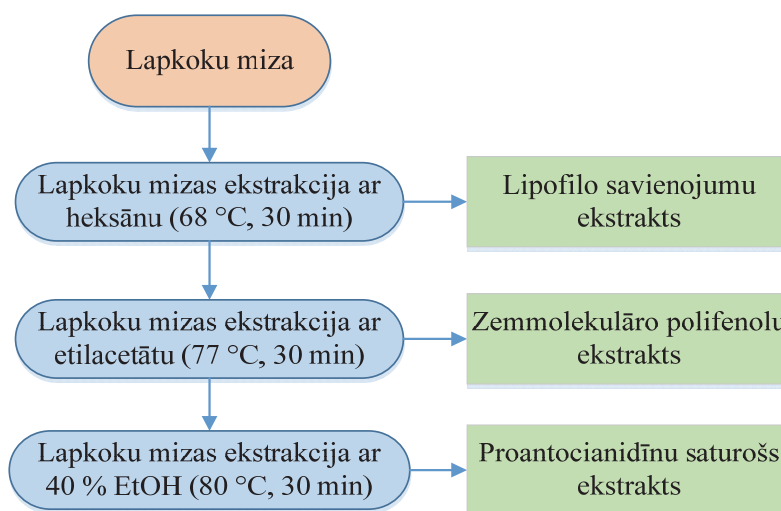 Lapkoku miza
Lapkoku mizas ekstrakcija ar
heksānu (68 °C, 30 min)
Lipofilo savienojumu
ekstrakts
Lapkoku mizas ekstrakcija ar
etilacetātu (77 °C, 30 min)
Zemmolekulāro polifenolu
ekstrakts
Lapkoku mizas ekstrakcija ar
40 % EtOH (80 °C, 30 min)
Proantocianidīnu saturošs
ekstrakts